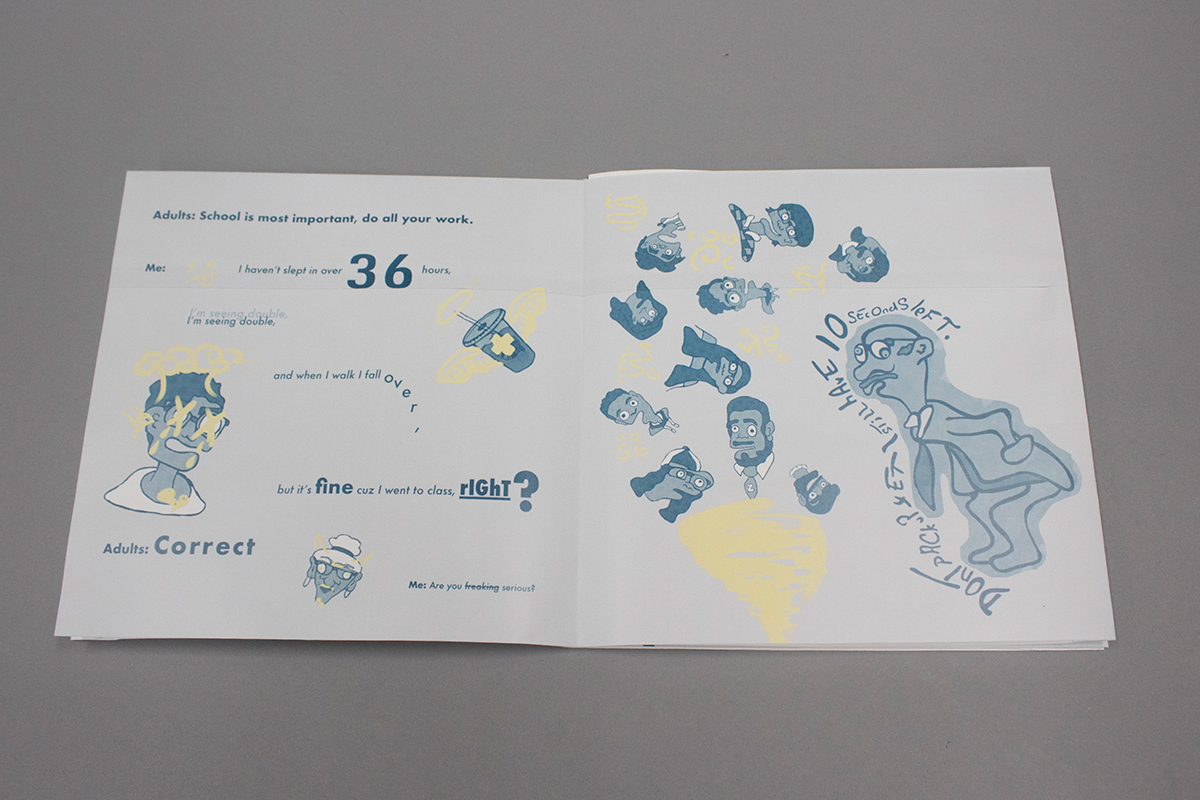 Adults: School is most important, do all your work.
Me: I haven't slept in over 36 hours,
I'm seeing double,
I'm seeing double,
and when I walk I fall over,
but it's fine cuz I went to class, rIGhT?
Adults: Correct
Me: Are you freaking serious?
DONT PACK up YET I still hAVE 10 SEcOndS lefT.